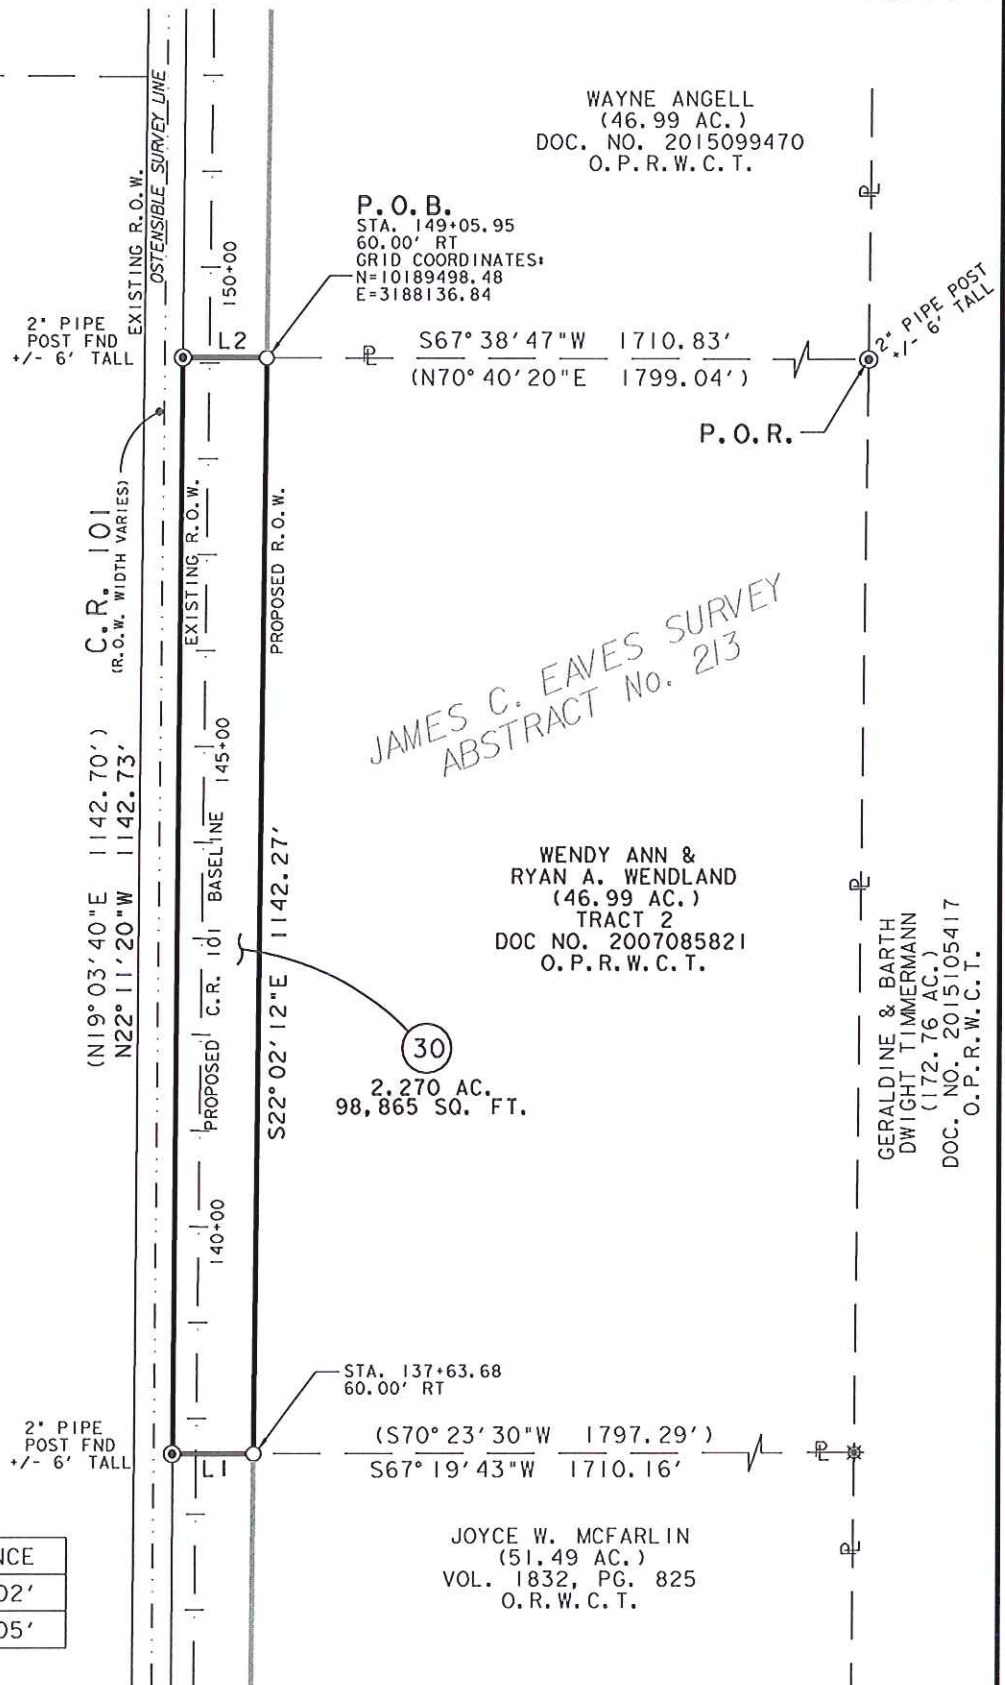 WAYNE ANGELL
(46.99 AC.)
DOC. NO. 2015099470
O.P.R.W.C.T.
EXISTING R.O.W.
OSTENSIBLE SURVEY LINE
150+00
P.O.B.
STA. 149+05.95
60.00' RT
GRID COORDINATES:
N=10189498.48
E=3188136.84
2" PIPE
POST FND
+/- 6' TALL
L2
S67°38'47"W 1710.83'
(N70°40'20"E 1799.04')
2" PIPE POST
+/- 6' TALL
P.O.R.
C.R. 101
(R.O.W. WIDTH VARIES)
EXISTING R.O.W.
PROPOSED R.O.W.
JAMES C. EAVES SURVEY
ABSTRACT No. 213
(N19°03'40"E 1142.70')
N22°11'20"W 1142.73'
145+00
PROPOSED C.R. 101 BASELINE
S22°02'12"E 1142.27'
WENDY ANN &
RYAN A. WENDLAND
(46.99 AC.)
TRACT 2
DOC NO. 2007085821
O.P.R.W.C.T.
GERALDINE & BARTH
DWIGHT TIMMERMANN
(172.76 AC.)
DOC. NO. 2015105417
O.P.R.W.C.T.
30
2.270 AC.
98,865 SQ. FT.
140+00
STA. 137+63.68
60.00' RT
2" PIPE
POST FND
+/- 6' TALL
L1
(S70°23'30"W 1797.29')
S67°19'43"W 1710.16'
JOYCE W. MCFARLIN
(51.49 AC.)
VOL. 1832, PG. 825
O.R.W.C.T.
NCE
02'
05'